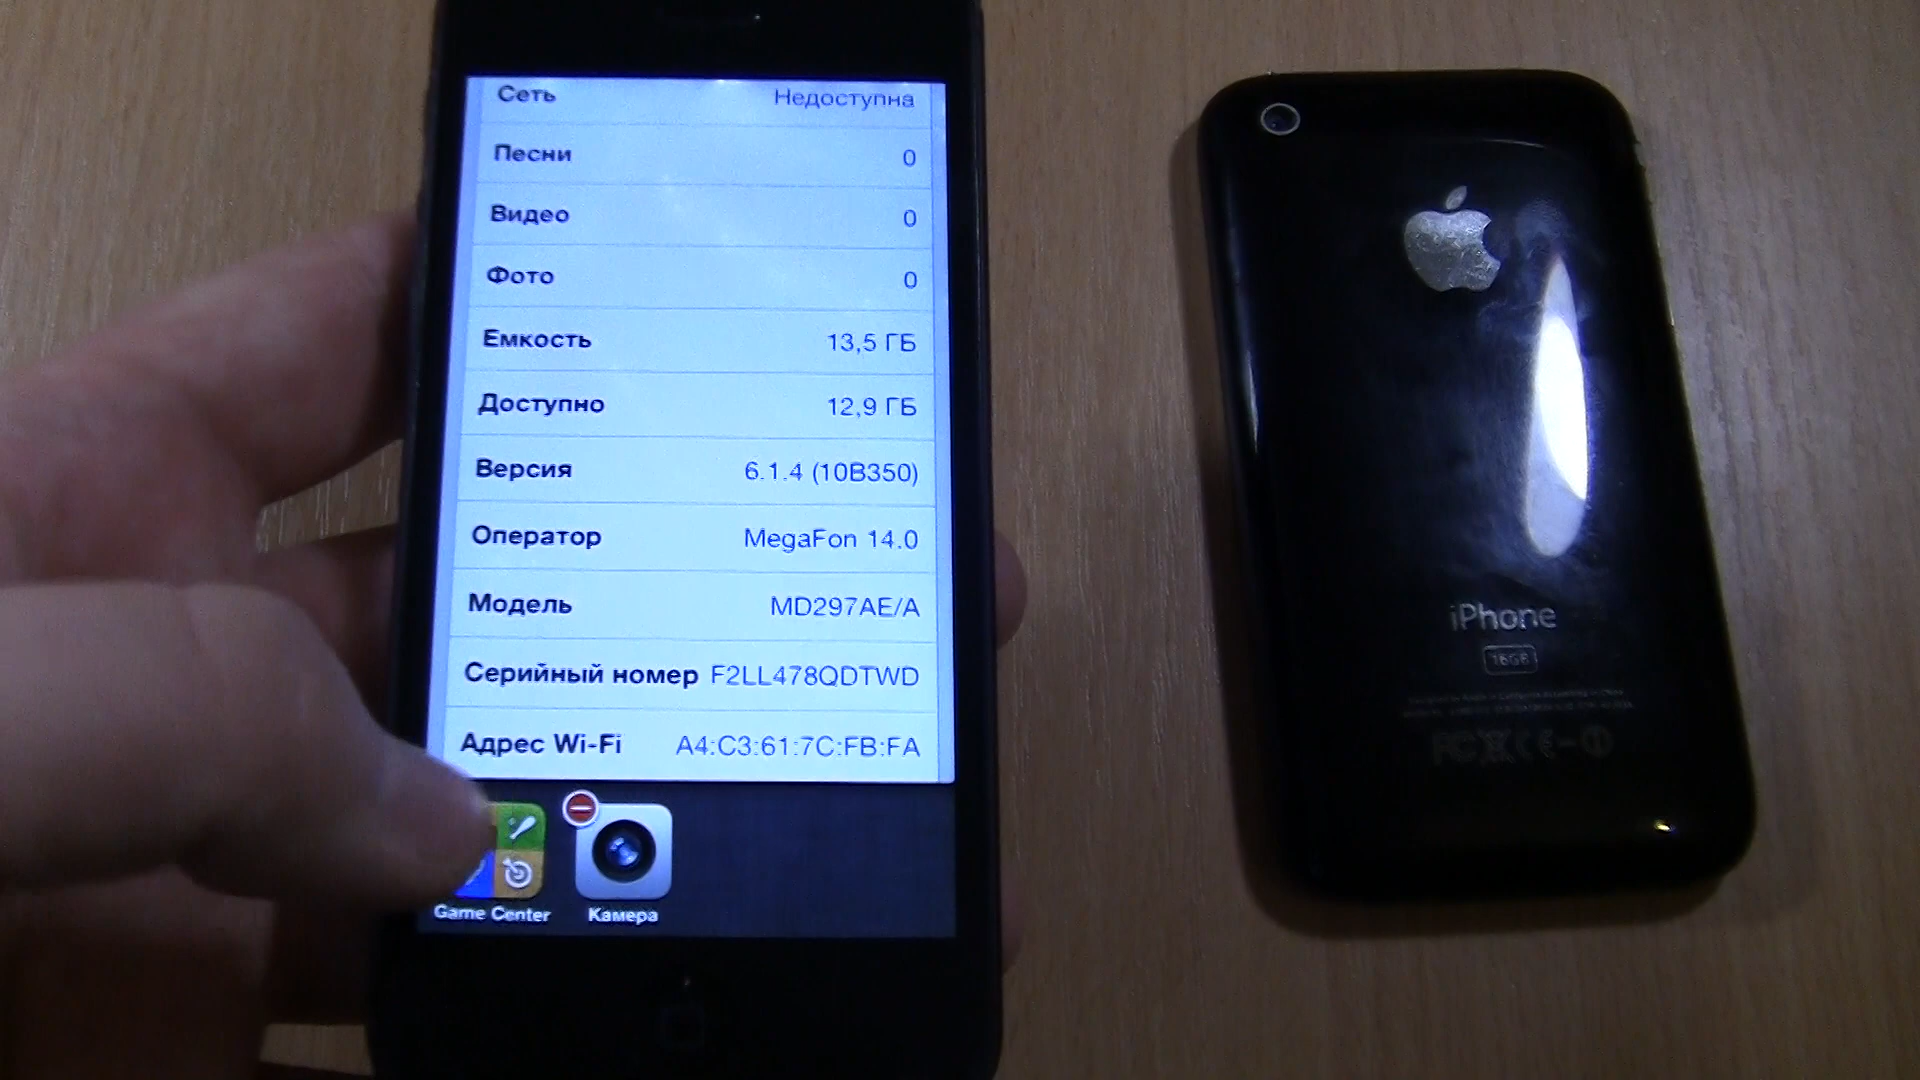 Сеть Недоступна
Песни 0
Видео 0
Фото 0
Емкость 13,5 ГБ
Доступно 12,9 ГБ
Версия 6.1.4 (10B350)
Оператор MegaFon 14.0
Модель MD297AE/A
Серийный номер F2LL478QDTWD
Адрес Wi-Fi A4:C3:61:7C:FB:FA
Game Center Камера
iPhone
16GB